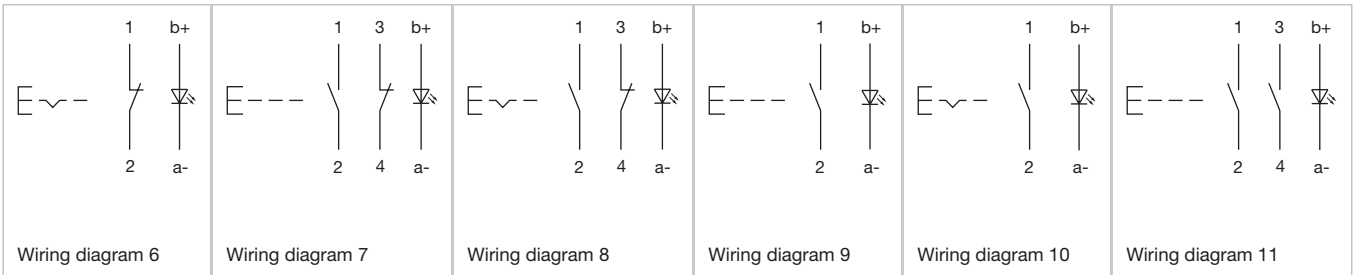 1 b+
2 a-
Wiring diagram 6
1 3 b+
2 4 a-
Wiring diagram 7
1 3 b+
2 4 a-
Wiring diagram 8
1 b+
2 a-
Wiring diagram 9
1 b+
2 a-
Wiring diagram 10
1 3 b+
2 4 a-
Wiring diagram 11